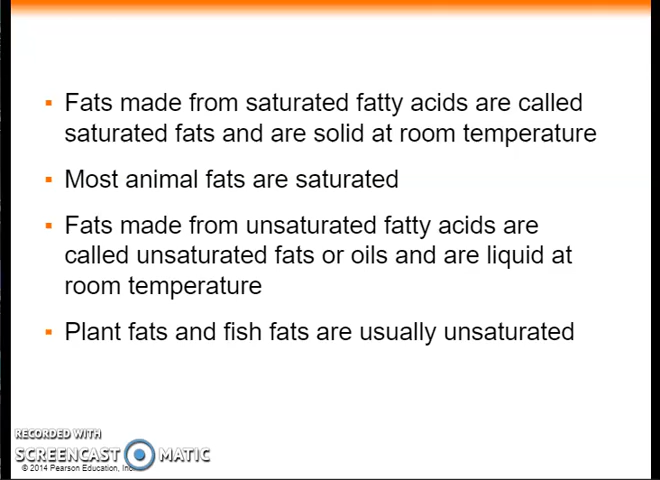 Fats made from saturated fatty acids are called
saturated fats and are solid at room temperature
Most animal fats are saturated
Fats made from unsaturated fatty acids are
called unsaturated fats or oils and are liquid at
room temperature
Plant fats and fish fats are usually unsaturated
RECORDED WITH
SCREENCAST MATIC
© 2014 Pearson Education, Inc.